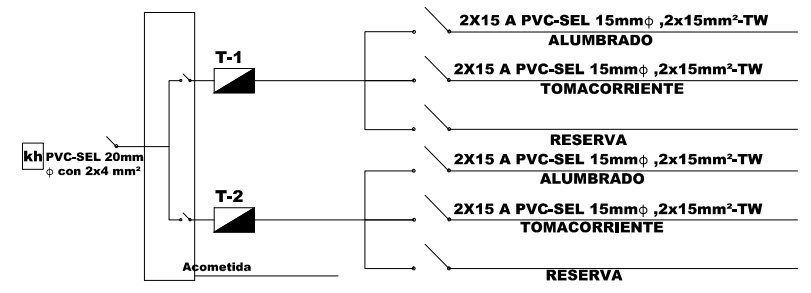 2X15 A PVC-SEL 15mmϕ ,2x15mm²-TW
ALUMBRADO
T-1
2X15 A PVC-SEL 15mmϕ ,2x15mm²-TW
TOMACORRIENTE
RESERVA
kh
PVC-SEL 20mm
ϕ con 2x4 mm²
2X15 A PVC-SEL 15mmϕ ,2x15mm²-TW
ALUMBRADO
T-2
2X15 A PVC-SEL 15mmϕ ,2x15mm²-TW
TOMACORRIENTE
Acometida
RESERVA